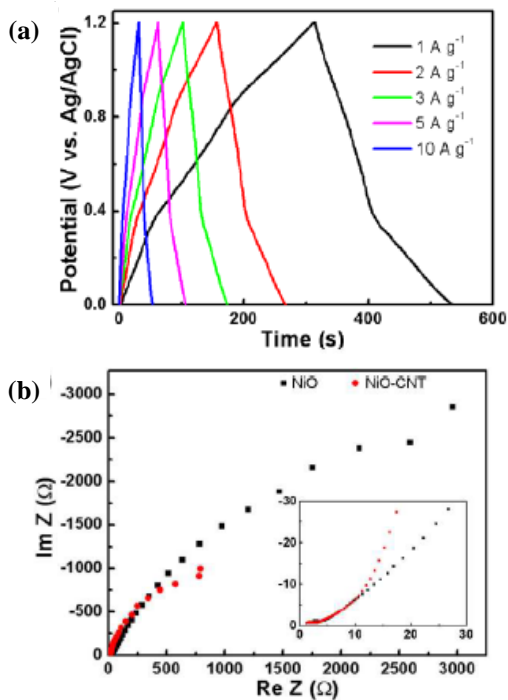 (a)
1.2
0.8
0.4
0.0
Potential (V vs. Ag/AgCl)
1 A g⁻¹
2 A g⁻¹
3 A g⁻¹
5 A g⁻¹
10 A g⁻¹
0 200 400 600
Time (s)
(b)
NiO NiO-CNT
-3000
-2500
-2000
-1500
-1000
-500
0
Im Z (Ω)
-30
-20
-10
0
0 10 20 30
0 500 1000 1500 2000 2500 3000
Re Z (Ω)